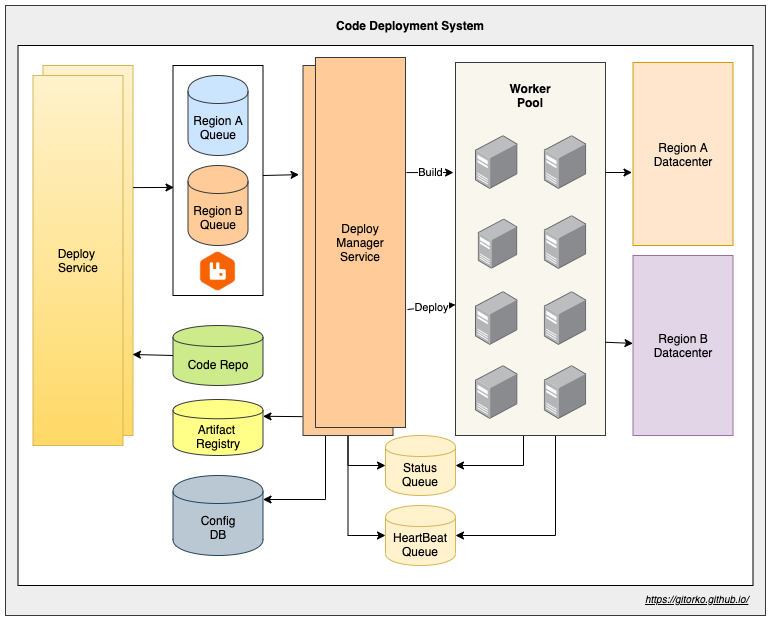 Code Deployment System
Deploy
Service
Region A
Queue
Region B
Queue
Code Repo
Artifact
Registry
Config
DB
Deploy
Manager
Service
Build
Deploy
Worker
Pool
Status
Queue
HeartBeat
Queue
Region A
Datacenter
Region B
Datacenter
https://gitorko.github.io/